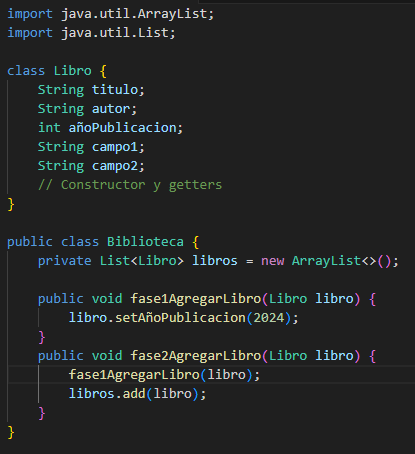 import java.util.ArrayList;
import java.util.List;
class Libro {
String titulo;
String autor;
int añoPublicacion;
String campo1;
String campo2;
// Constructor y getters
}
public class Biblioteca {
private List<Libro> libros = new ArrayList<>();
public void fase1AgregarLibro(Libro libro) {
libro.setAñoPublicacion(2024);
}
public void fase2AgregarLibro(Libro libro) {
fase1AgregarLibro(libro);
libros.add(libro);
}
}